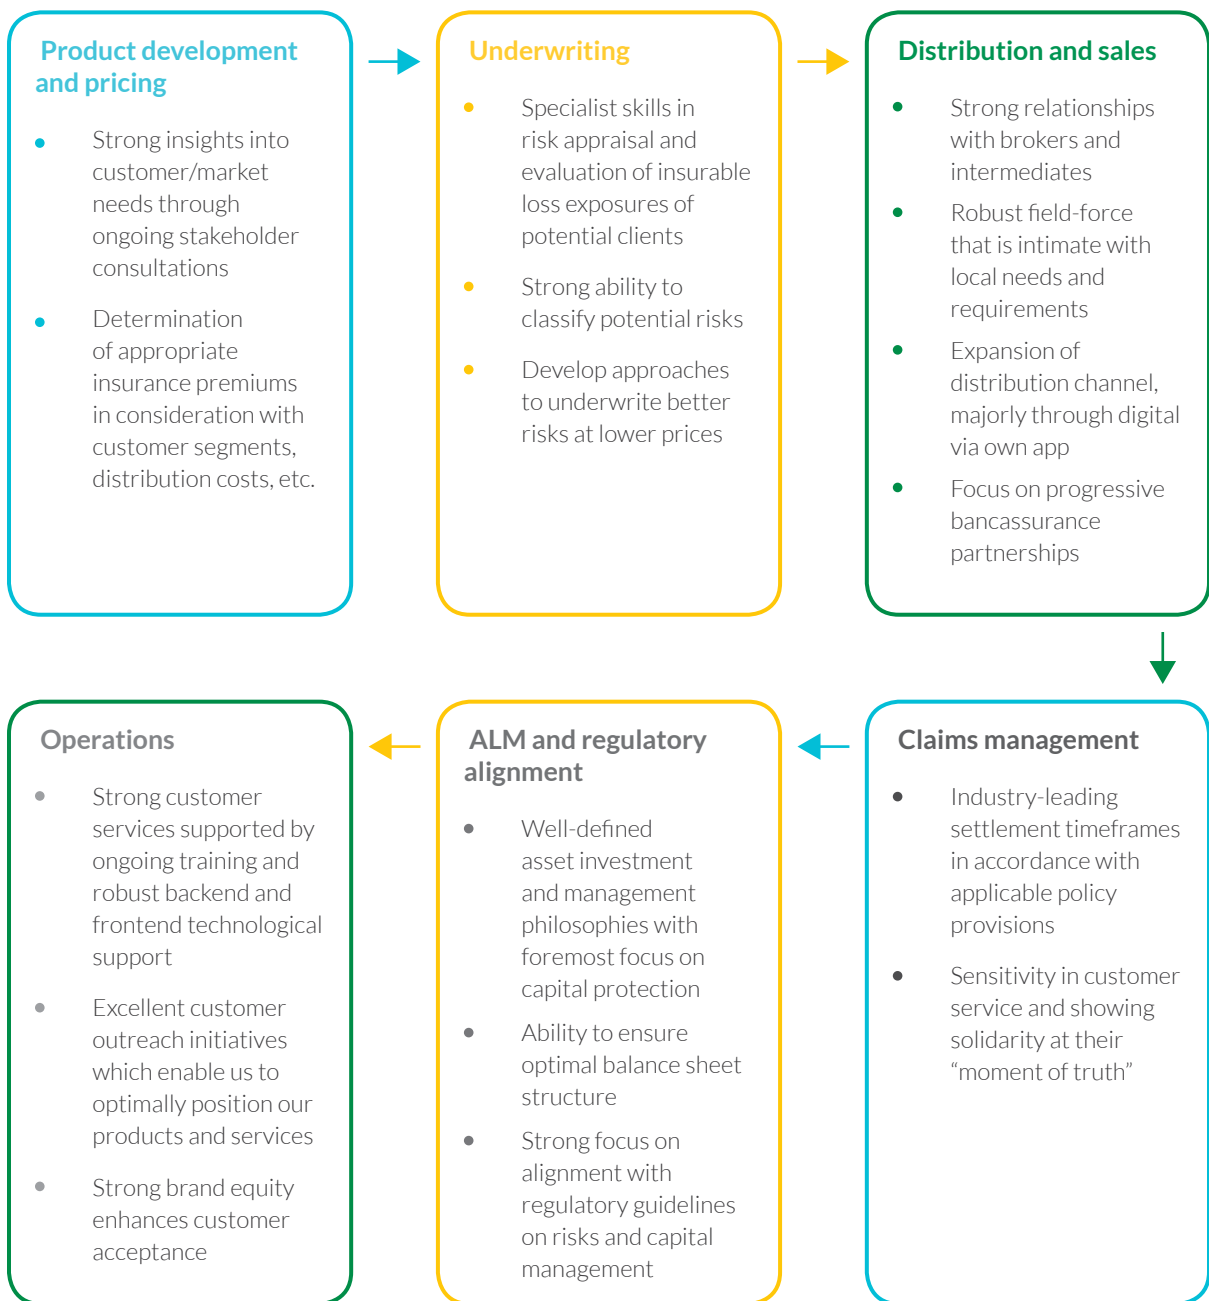 Product development
and pricing
Strong insights into
customer/market
needs through
ongoing stakeholder
consultations
Determination
of appropriate
insurance premiums
in consideration with
customer segments,
distribution costs, etc.
Underwriting
Specialist skills in
risk appraisal and
evaluation of insurable
loss exposures of
potential clients
Strong ability to
classify potential risks
Develop approaches
to underwrite better
risks at lower prices
Distribution and sales
Strong relationships
with brokers and
intermediates
Robust field-force
that is intimate with
local needs and
requirements
Expansion of
distribution channel,
majorly through digital
via own app
Focus on progressive
bancassurance
partnerships
Claims management
Industry-leading
settlement timeframes
in accordance with
applicable policy
provisions
Sensitivity in customer
service and showing
solidarity at their
“moment of truth”
ALM and regulatory
alignment
Well-defined
asset investment
and management
philosophies with
foremost focus on
capital protection
Ability to ensure
optimal balance sheet
structure
Strong focus on
alignment with
regulatory guidelines
on risks and capital
management
Operations
Strong customer
services supported by
ongoing training and
robust backend and
frontend technological
support
Excellent customer
outreach initiatives
which enable us to
optimally position our
products and services
Strong brand equity
enhances customer
acceptance